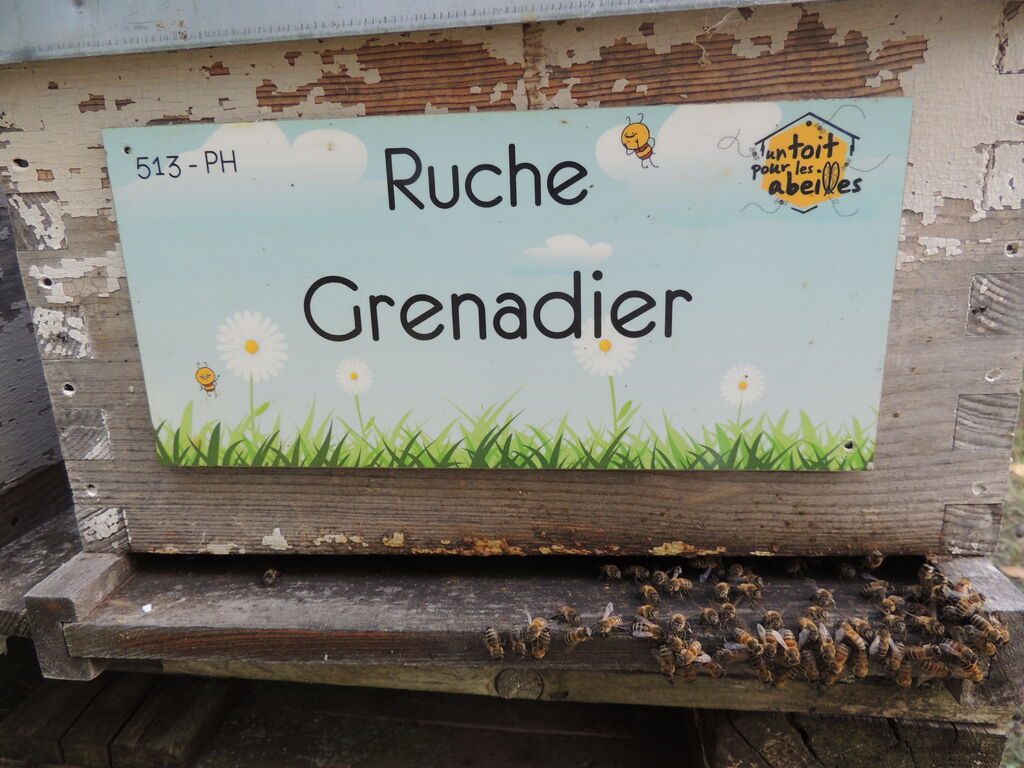 513-PH
Ruche
Grenadier
un toit
pour les
abeilles